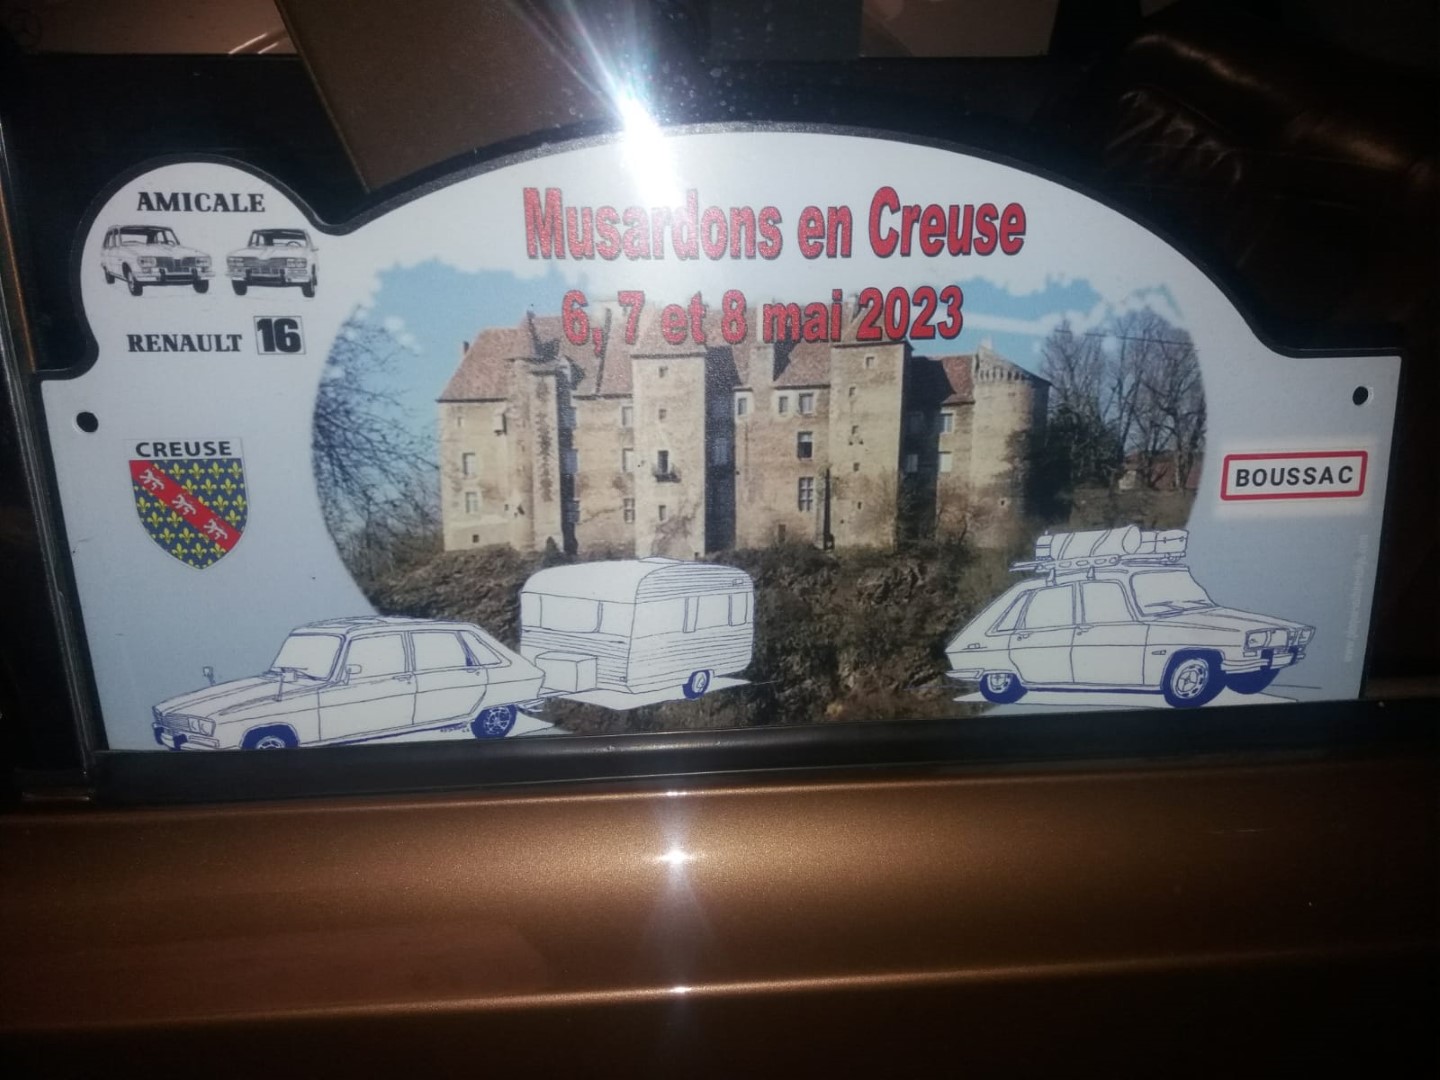 AMICALE
RENAULT 16
Musardons en Creuse
6, 7 et 8 mai 2023
CREUSE
BOUSSAC